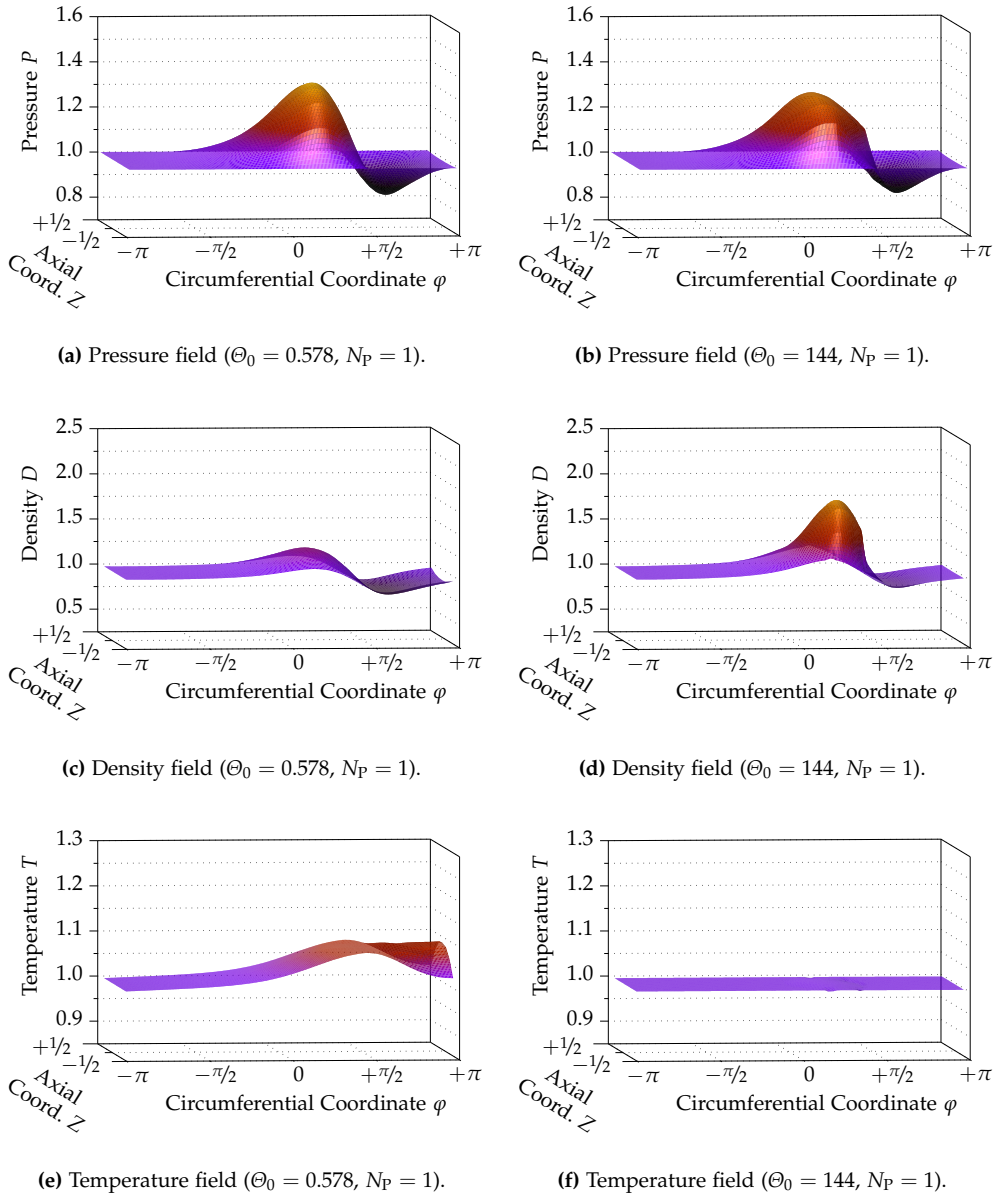 1.6
1.4
1.2
1.0
0.8
Pressure P
+1/2
−1/2
Axial
Coord. Z
−π
−π/2
0
+π/2
+π
Circumferential Coordinate φ
(a) Pressure field (Θ0 = 0.578, NP = 1).
1.6
1.4
1.2
1.0
0.8
Pressure P
+1/2
−1/2
Axial
Coord. Z
−π
−π/2
0
+π/2
+π
Circumferential Coordinate φ
(b) Pressure field (Θ0 = 144, NP = 1).
2.5
2.0
1.5
1.0
0.5
Density D
+1/2
−1/2
Axial
Coord. Z
−π
−π/2
0
+π/2
+π
Circumferential Coordinate φ
(c) Density field (Θ0 = 0.578, NP = 1).
2.5
2.0
1.5
1.0
0.5
Density D
+1/2
−1/2
Axial
Coord. Z
−π
−π/2
0
+π/2
+π
Circumferential Coordinate φ
(d) Density field (Θ0 = 144, NP = 1).
1.3
1.2
1.1
1.0
0.9
Temperature T
+1/2
−1/2
Axial
Coord. Z
−π
−π/2
0
+π/2
+π
Circumferential Coordinate φ
(e) Temperature field (Θ0 = 0.578, NP = 1).
1.3
1.2
1.1
1.0
0.9
Temperature T
+1/2
−1/2
Axial
Coord. Z
−π
−π/2
0
+π/2
+π
Circumferential Coordinate φ
(f) Temperature field (Θ0 = 144, NP = 1).